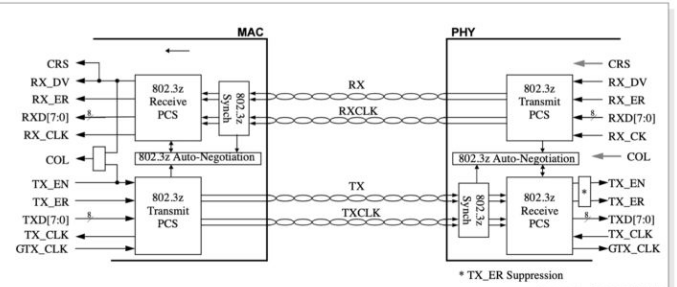 MAC
PHY
CRS
RX_DV
RX_ER
RXD[7:0]
RX_CLK
COL
TX_EN
TX_ER
TXD[7:0]
TX_CLK
GTX_CLK
8
8
802.3z
Receive
PCS
802.3z
Synch
802.3z Auto-Negotiation
802.3z
Transmit
PCS
RX
RXCLK
TX
TXCLK
802.3z
Transmit
PCS
802.3z Auto-Negotiation
802.3z
Synch
802.3z
Receive
PCS
*
CRS
RX_DV
RX_ER
8
RXD[7:0]
RX_CK
COL
TX_EN
TX_ER
8
TXD[7:0]
TX_CLK
GTX_CLK
* TX_ER Suppression